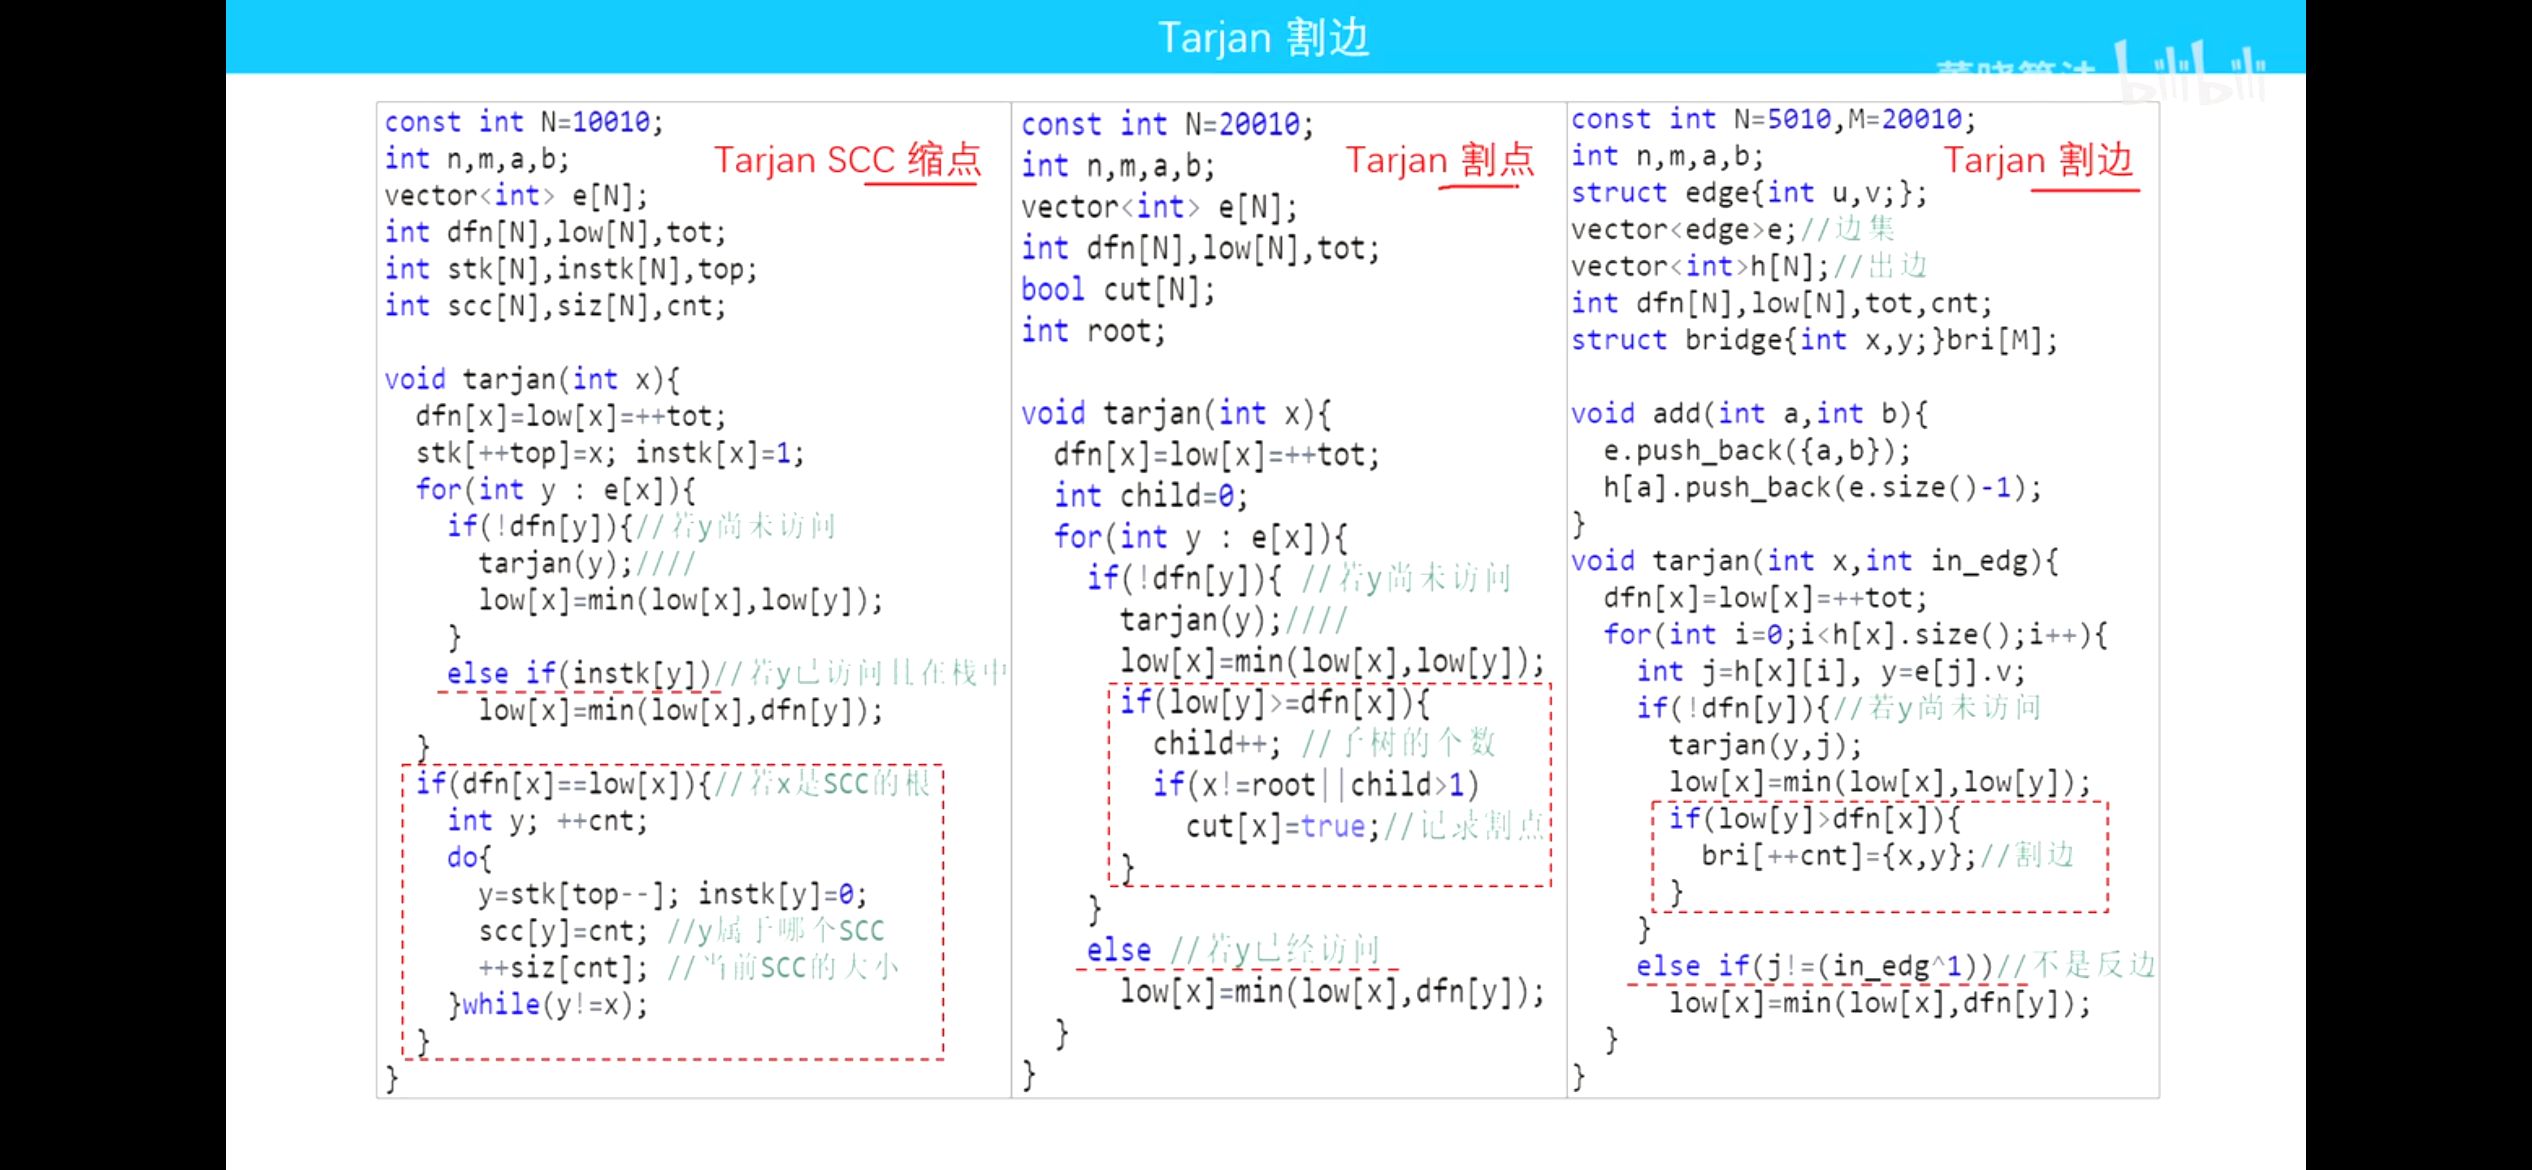 Tarjan 割边
bilibili
const int N=10010;
int n,m,a,b;
Tarjan SCC 缩点
vector<int> e[N];
int dfn[N],low[N],tot;
int stk[N],instk[N],top;
int scc[N],siz[N],cnt;
void tarjan(int x){
dfn[x]=low[x]=++tot;
stk[++top]=x; instk[x]=1;
for(int y : e[x]){
if(!dfn[y]){//若y尚未访问
tarjan(y);////
low[x]=min(low[x],low[y]);
}
else if(instk[y])//若y已访问且在栈中
low[x]=min(low[x],dfn[y]);
}
if(dfn[x]==low[x]){//若x是SCC的根
int y; ++cnt;
do{
y=stk[top--]; instk[y]=0;
scc[y]=cnt; //y属于哪个SCC
++siz[cnt]; //当前SCC的大小
}while(y!=x);
}
}
const int N=20010;
int n,m,a,b;
Tarjan 割点
vector<int> e[N];
int dfn[N],low[N],tot;
bool cut[N];
int root;
void tarjan(int x){
dfn[x]=low[x]=++tot;
int child=0;
for(int y : e[x]){
if(!dfn[y]){ //若y尚未访问
tarjan(y);////
low[x]=min(low[x],low[y]);
if(low[y]>=dfn[x]){
child++; //子树的个数
if(x!=root||child>1)
cut[x]=true;//记录割点
}
}
else //若y已经访问
low[x]=min(low[x],dfn[y]);
}
}
const int N=5010,M=20010;
int n,m,a,b;
Tarjan 割边
struct edge{int u,v;};
vector<edge>e;//边集
vector<int>h[N];//出边
int dfn[N],low[N],tot,cnt;
struct bridge{int x,y;}bri[M];
void add(int a,int b){
e.push_back({a,b});
h[a].push_back(e.size()-1);
}
void tarjan(int x,int in_edg){
dfn[x]=low[x]=++tot;
for(int i=0;i<h[x].size();i++){
int j=h[x][i], y=e[j].v;
if(!dfn[y]){//若y尚未访问
tarjan(y,j);
low[x]=min(low[x],low[y]);
if(low[y]>dfn[x]){
bri[++cnt]={x,y};//割边
}
}
else if(j!=(in_edg^1))//不是反边
low[x]=min(low[x],dfn[y]);
}
}